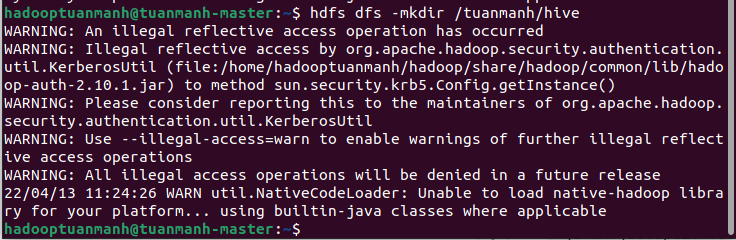 hadooptuanmanh@tuanmanh-master:~$ hdfs dfs -mkdir /tuanmanh/hive
WARNING: An illegal reflective access operation has occurred
WARNING: Illegal reflective access by org.apache.hadoop.security.authentication.
util.KerberosUtil (file:/home/hadooptuanmanh/hadoop/share/hadoop/common/lib/hado
op-auth-2.10.1.jar) to method sun.security.krb5.Config.getInstance()
WARNING: Please consider reporting this to the maintainers of org.apache.hadoop.
security.authentication.util.KerberosUtil
WARNING: Use --illegal-access=warn to enable warnings of further illegal reflect
ive access operations
WARNING: All illegal access operations will be denied in a future release
22/04/13 11:24:26 WARN util.NativeCodeLoader: Unable to load native-hadoop libra
ry for your platform... using builtin-java classes where applicable
hadooptuanmanh@tuanmanh-master:~$